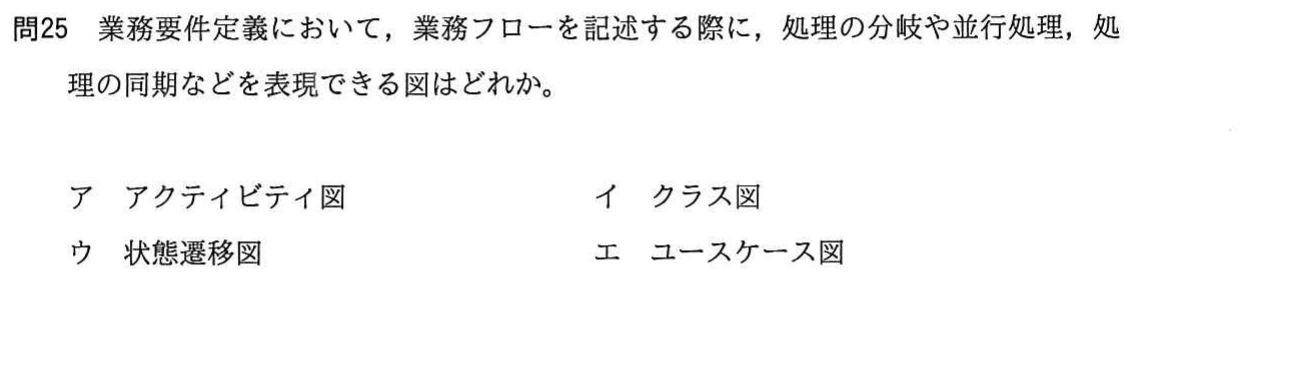 問25 業務要件定義において，業務フローを記述する際に，処理の分岐や並行処理，処
理の同期などを表現できる図はどれか。
ア アクティビティ図 イ クラス図
ウ 状態遷移図 エ ユースケース図